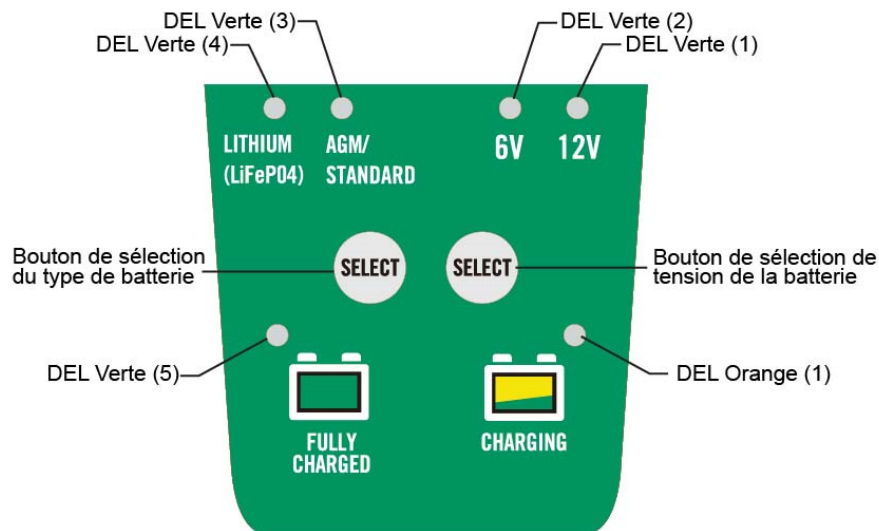 DEL Verte (3)
DEL Verte (2)
DEL Verte (4)
DEL Verte (1)
LITHIUM
(LiFePO4)
AGM/
STANDARD
6V
12V
Bouton de sélection
du type de batterie
SELECT
SELECT
Bouton de sélection de
tension de la batterie
DEL Verte (5)
DEL Orange (1)
FULLY
CHARGED
CHARGING